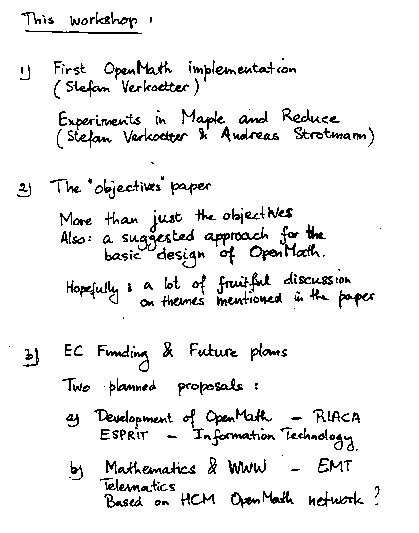 This workshop :
1) First OpenMath implementation
(Stefan Vorkoetter)
Experiments in Maple and Reduce
(Stefan Vorkoetter & Andreas Strotmann)
2) The "objectives" paper
More than just the objectives
Also: a suggested approach for the
basic design of OpenMath.
Hopefully: a lot of fruitful discussion
on themes mentioned in the paper
3) EC Funding & Future plans
Two planned proposals :
a) Development of OpenMath – RIACA
ESPRIT – Information Technology
b) Mathematics & WWW – EMT
Telematics
Based on HCM OpenMath network ?